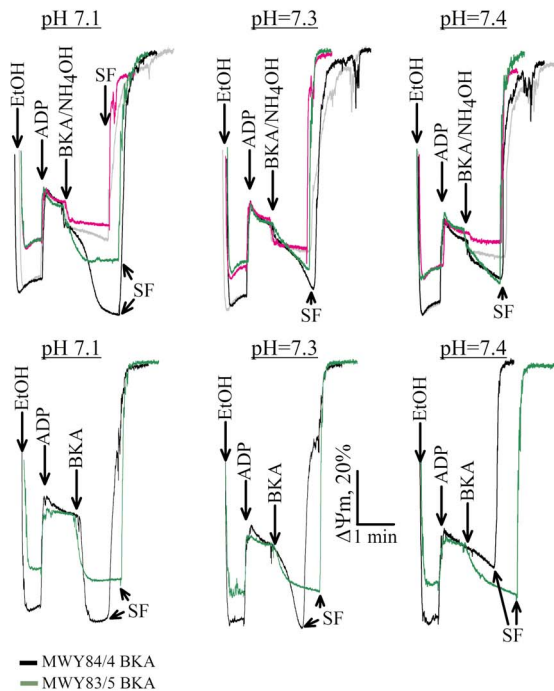 pH 7.1
pH=7.3
pH=7.4
EtOH
ADP
BKA/NH4OH
SF
SF
EtOH
ADP
BKA/NH4OH
SF
EtOH
ADP
BKA/NH4OH
SF
pH 7.1
pH=7.3
pH=7.4
EtOH
ADP
BKA
SF
EtOH
ADP
BKA
SF
ΔΨm, 20%
1 min
EtOH
ADP
BKA
SF
MWY84/4 BKA
MWY83/5 BKA